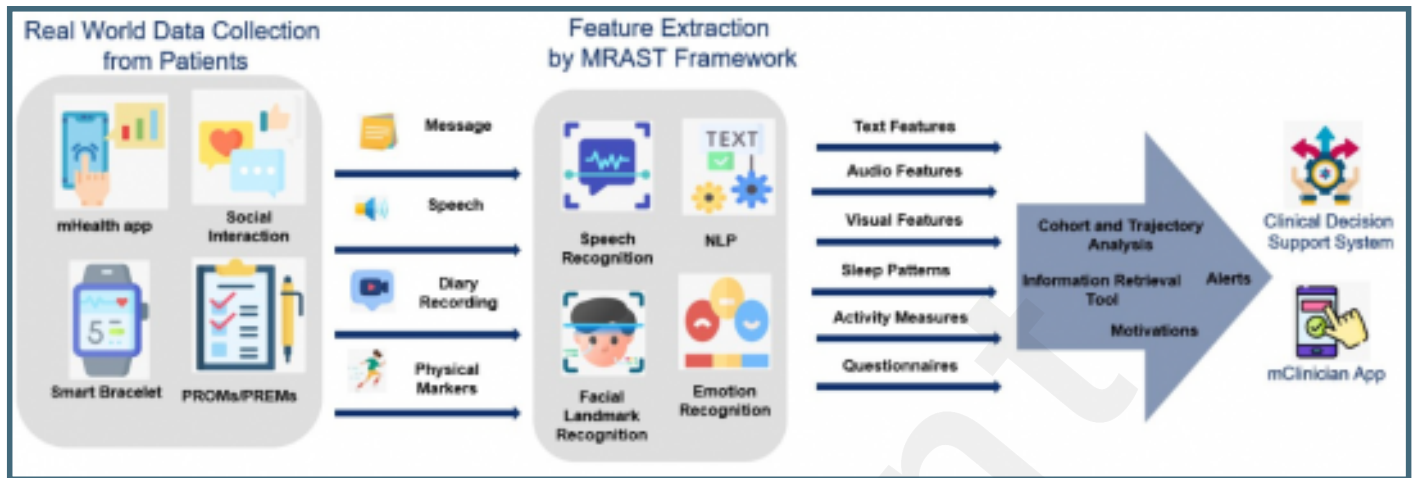 Real World Data Collection
from Patients
mHealth app
Social
Interaction
5
Smart Bracelet
PROMs/PREMs
Message
Speech
Diary
Recording
Physical
Markers
Feature Extraction
by MRAST Framework
Speech
Recognition
TEXT
NLP
Facial
Landmark
Recognition
Emotion
Recognition
Text Features
Audio Features
Visual Features
Sleep Patterns
Activity Measures
Questionnaires
Cohort and Trajectory
Analysis
Information Retrieval
Tool
Alerts
Motivations
Clinical Decision
Support System
mClinician App